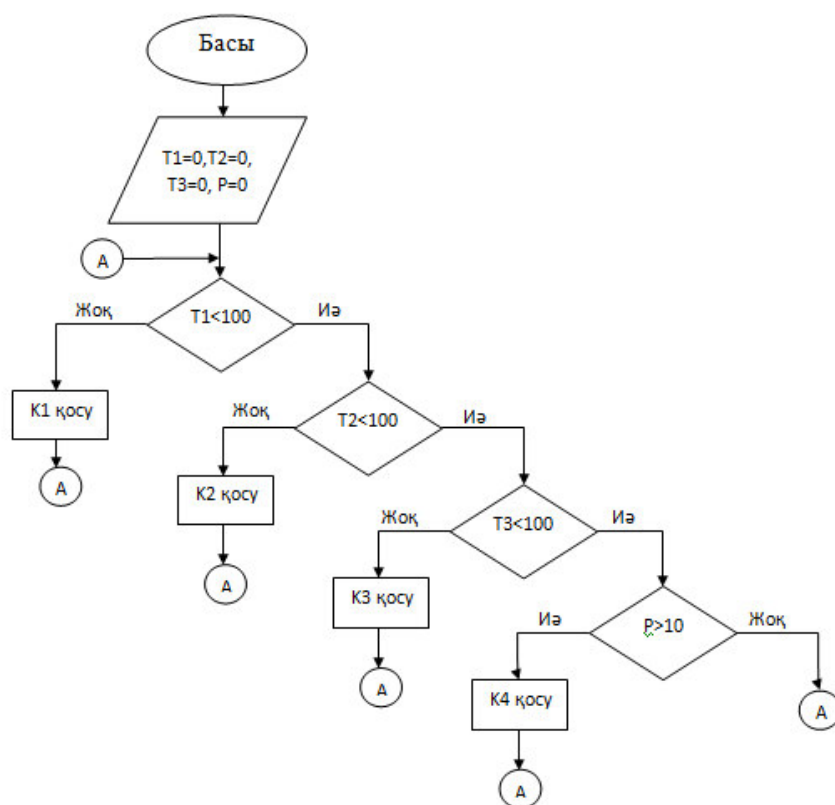 Басы
T1=0,T2=0,
T3=0, P=0
A
Жоқ
T1<100
Иә
K1 қосу
A
Жоқ
T2<100
Иә
K2 қосу
A
Жоқ
T3<100
Иә
K3 қосу
A
Иә
P>10
Жоқ
K4 қосу
A
A